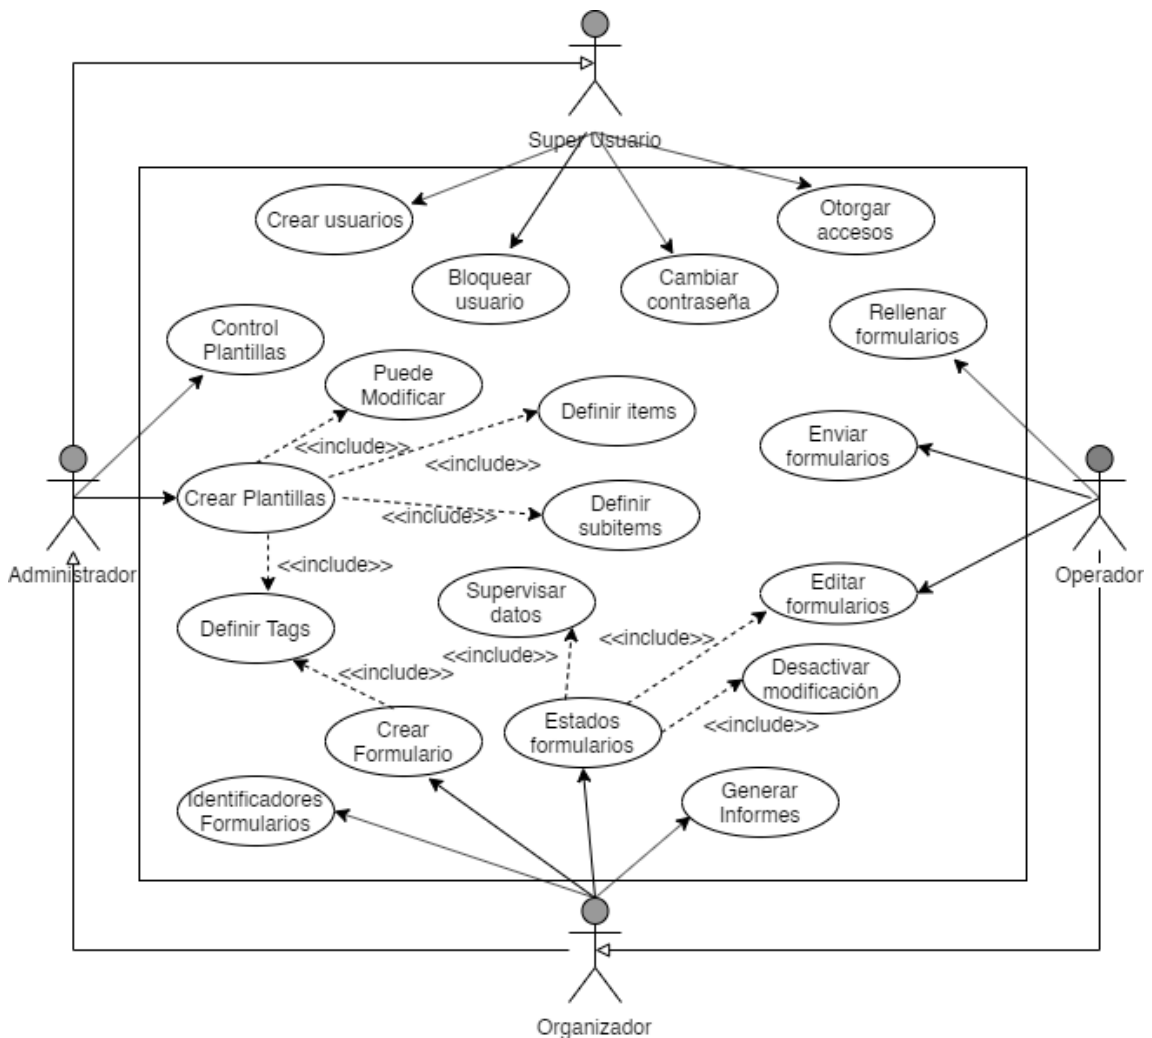 Super Usuario
Crear usuarios
Otorgar
accesos
Bloquear
usuario
Cambiar
contraseña
Rellenar
formularios
Control
Plantillas
Puede
Modificar
Definir items
<<include>>
<<include>>
Enviar
formularios
Crear Plantillas
<<include>>
Definir
subitems
Administrador
<<include>>
Operador
Supervisar
datos
Editar
formularios
Definir Tags
<<include>>
<<include>>
<<include>>
Desactivar
modificación
<<include>>
Crear
Formulario
Estados
formularios
Identificadores
Formularios
Generar
Informes
Organizador